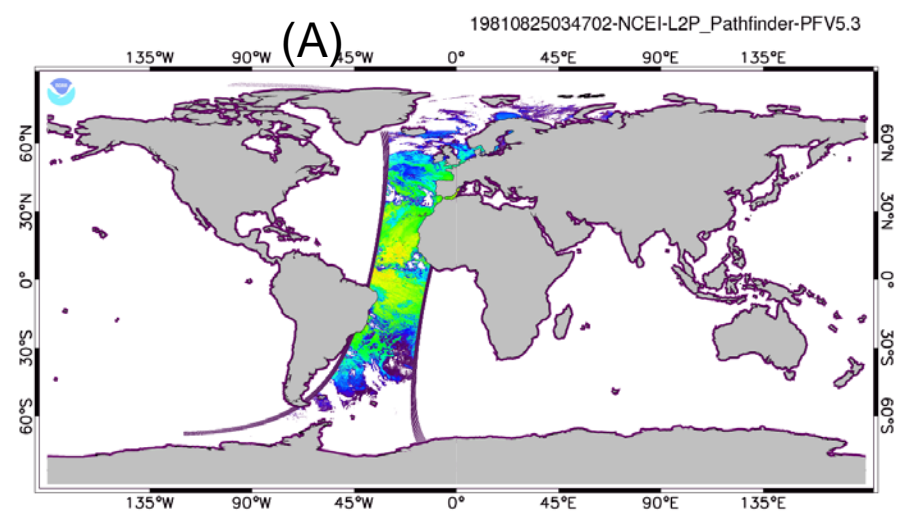 (A)
19810825034702-NCEI-L2P_Pathfinder-PFV5.3
135°W 90°W 45°W 0° 45°E 90°E 135°E
60°N 60°N
30°N 30°N
0° 0°
30°S 30°S
60°S 60°S
135°W 90°W 45°W 0° 45°E 90°E 135°E